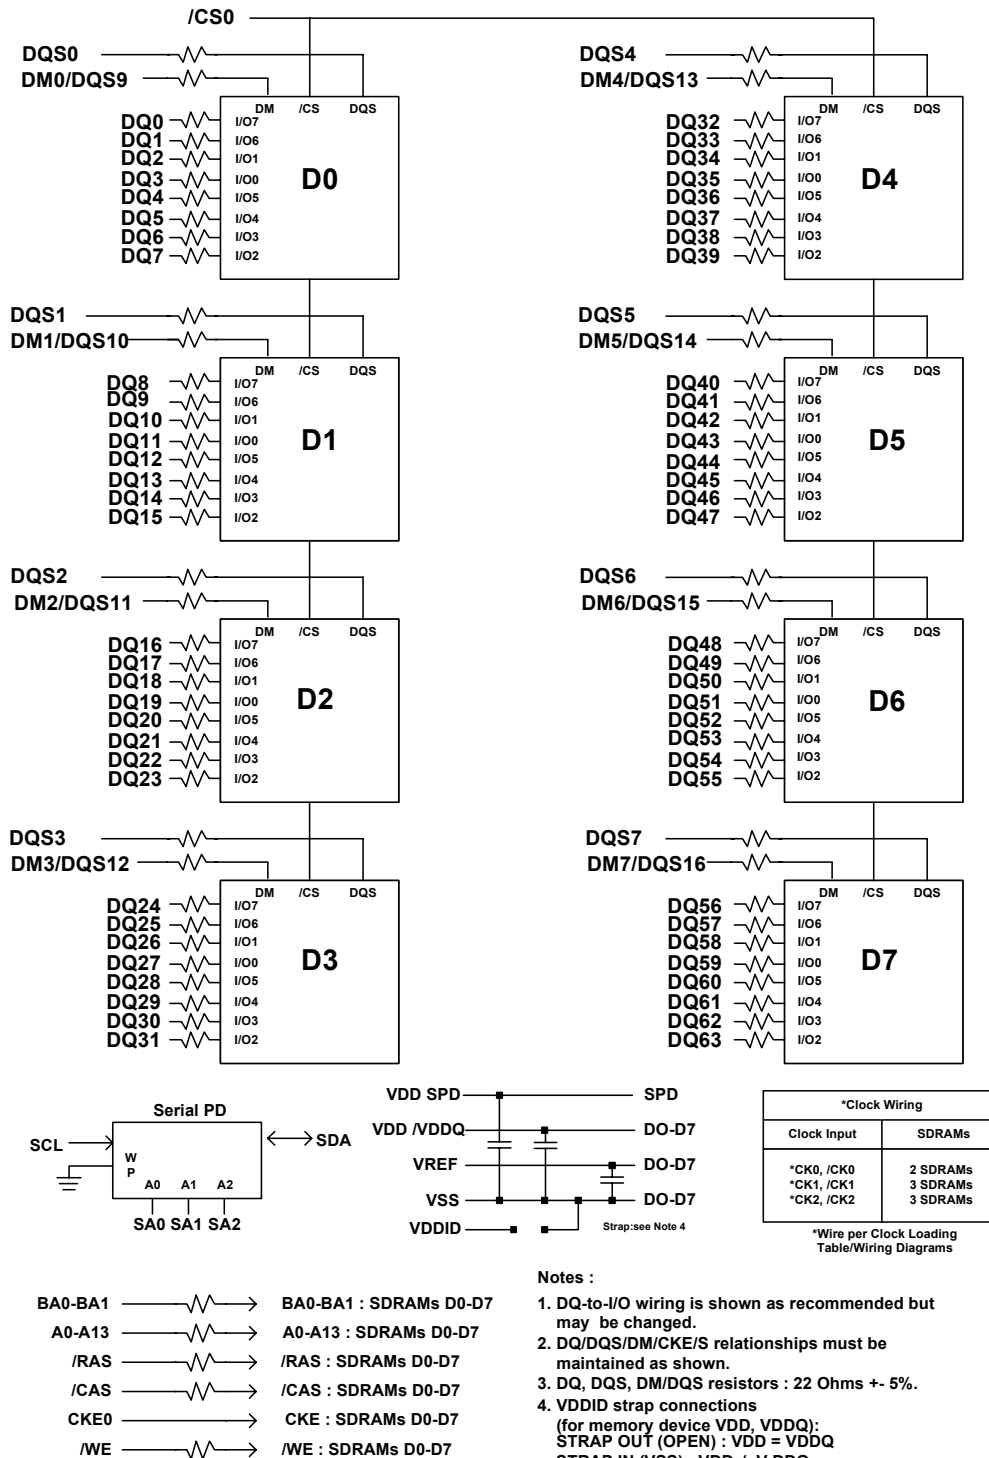 /CS0
DQS0
DM0/DQS9
DM /CS DQS
DQ0 I/O7
DQ1 I/O6
DQ2 I/O1
DQ3 I/O0
DQ4 I/O5
DQ5 I/O4
DQ6 I/O3
DQ7 I/O2
D0
DQS4
DM4/DQS13
DM /CS DQS
DQ32 I/O7
DQ33 I/O6
DQ34 I/O1
DQ35 I/O0
DQ36 I/O5
DQ37 I/O4
DQ38 I/O3
DQ39 I/O2
D4
DQS1
DM1/DQS10
DM /CS DQS
DQ8 I/O7
DQ9 I/O6
DQ10 I/O1
DQ11 I/O0
DQ12 I/O5
DQ13 I/O4
DQ14 I/O3
DQ15 I/O2
D1
DQS5
DM5/DQS14
DM /CS DQS
DQ40 I/O7
DQ41 I/O6
DQ42 I/O1
DQ43 I/O0
DQ44 I/O5
DQ45 I/O4
DQ46 I/O3
DQ47 I/O2
D5
DQS2
DM2/DQS11
DM /CS DQS
DQ16 I/O7
DQ17 I/O6
DQ18 I/O1
DQ19 I/O0
DQ20 I/O5
DQ21 I/O4
DQ22 I/O3
DQ23 I/O2
D2
DQS6
DM6/DQS15
DM /CS DQS
DQ48 I/O7
DQ49 I/O6
DQ50 I/O1
DQ51 I/O0
DQ52 I/O5
DQ53 I/O4
DQ54 I/O3
DQ55 I/O2
D6
DQS3
DM3/DQS12
DM /CS DQS
DQ24 I/O7
DQ25 I/O6
DQ26 I/O1
DQ27 I/O0
DQ28 I/O5
DQ29 I/O4
DQ30 I/O3
DQ31 I/O2
D3
DQS7
DM7/DQS16
DM /CS DQS
DQ56 I/O7
DQ57 I/O6
DQ58 I/O1
DQ59 I/O0
DQ60 I/O5
DQ61 I/O4
DQ62 I/O3
DQ63 I/O2
D7
Serial PD
SCL
SDA
W
P
A0 A1 A2
SA0 SA1 SA2
VDD SPD SPD
VDD /VDDQ DO-D7
VREF DO-D7
VSS DO-D7
VDDID Strap:see Note 4
*Clock Wiring
Clock Input SDRAMs
*CK0, /CK0 2 SDRAMs
*CK1, /CK1 3 SDRAMs
*CK2, /CK2 3 SDRAMs
*Wire per Clock Loading
Table/Wiring Diagrams
BA0-BA1 BA0-BA1 : SDRAMs D0-D7
A0-A13 A0-A13 : SDRAMs D0-D7
/RAS /RAS : SDRAMs D0-D7
/CAS /CAS : SDRAMs D0-D7
CKE0 CKE : SDRAMs D0-D7
/WE /WE : SDRAMs D0-D7
Notes :
1. DQ-to-I/O wiring is shown as recommended but
may be changed.
2. DQ/DQS/DM/CKE/S relationships must be
maintained as shown.
3. DQ, DQS, DM/DQS resistors : 22 Ohms +- 5%.
4. VDDID strap connections
(for memory device VDD, VDDQ):
STRAP OUT (OPEN) : VDD = VDDQ